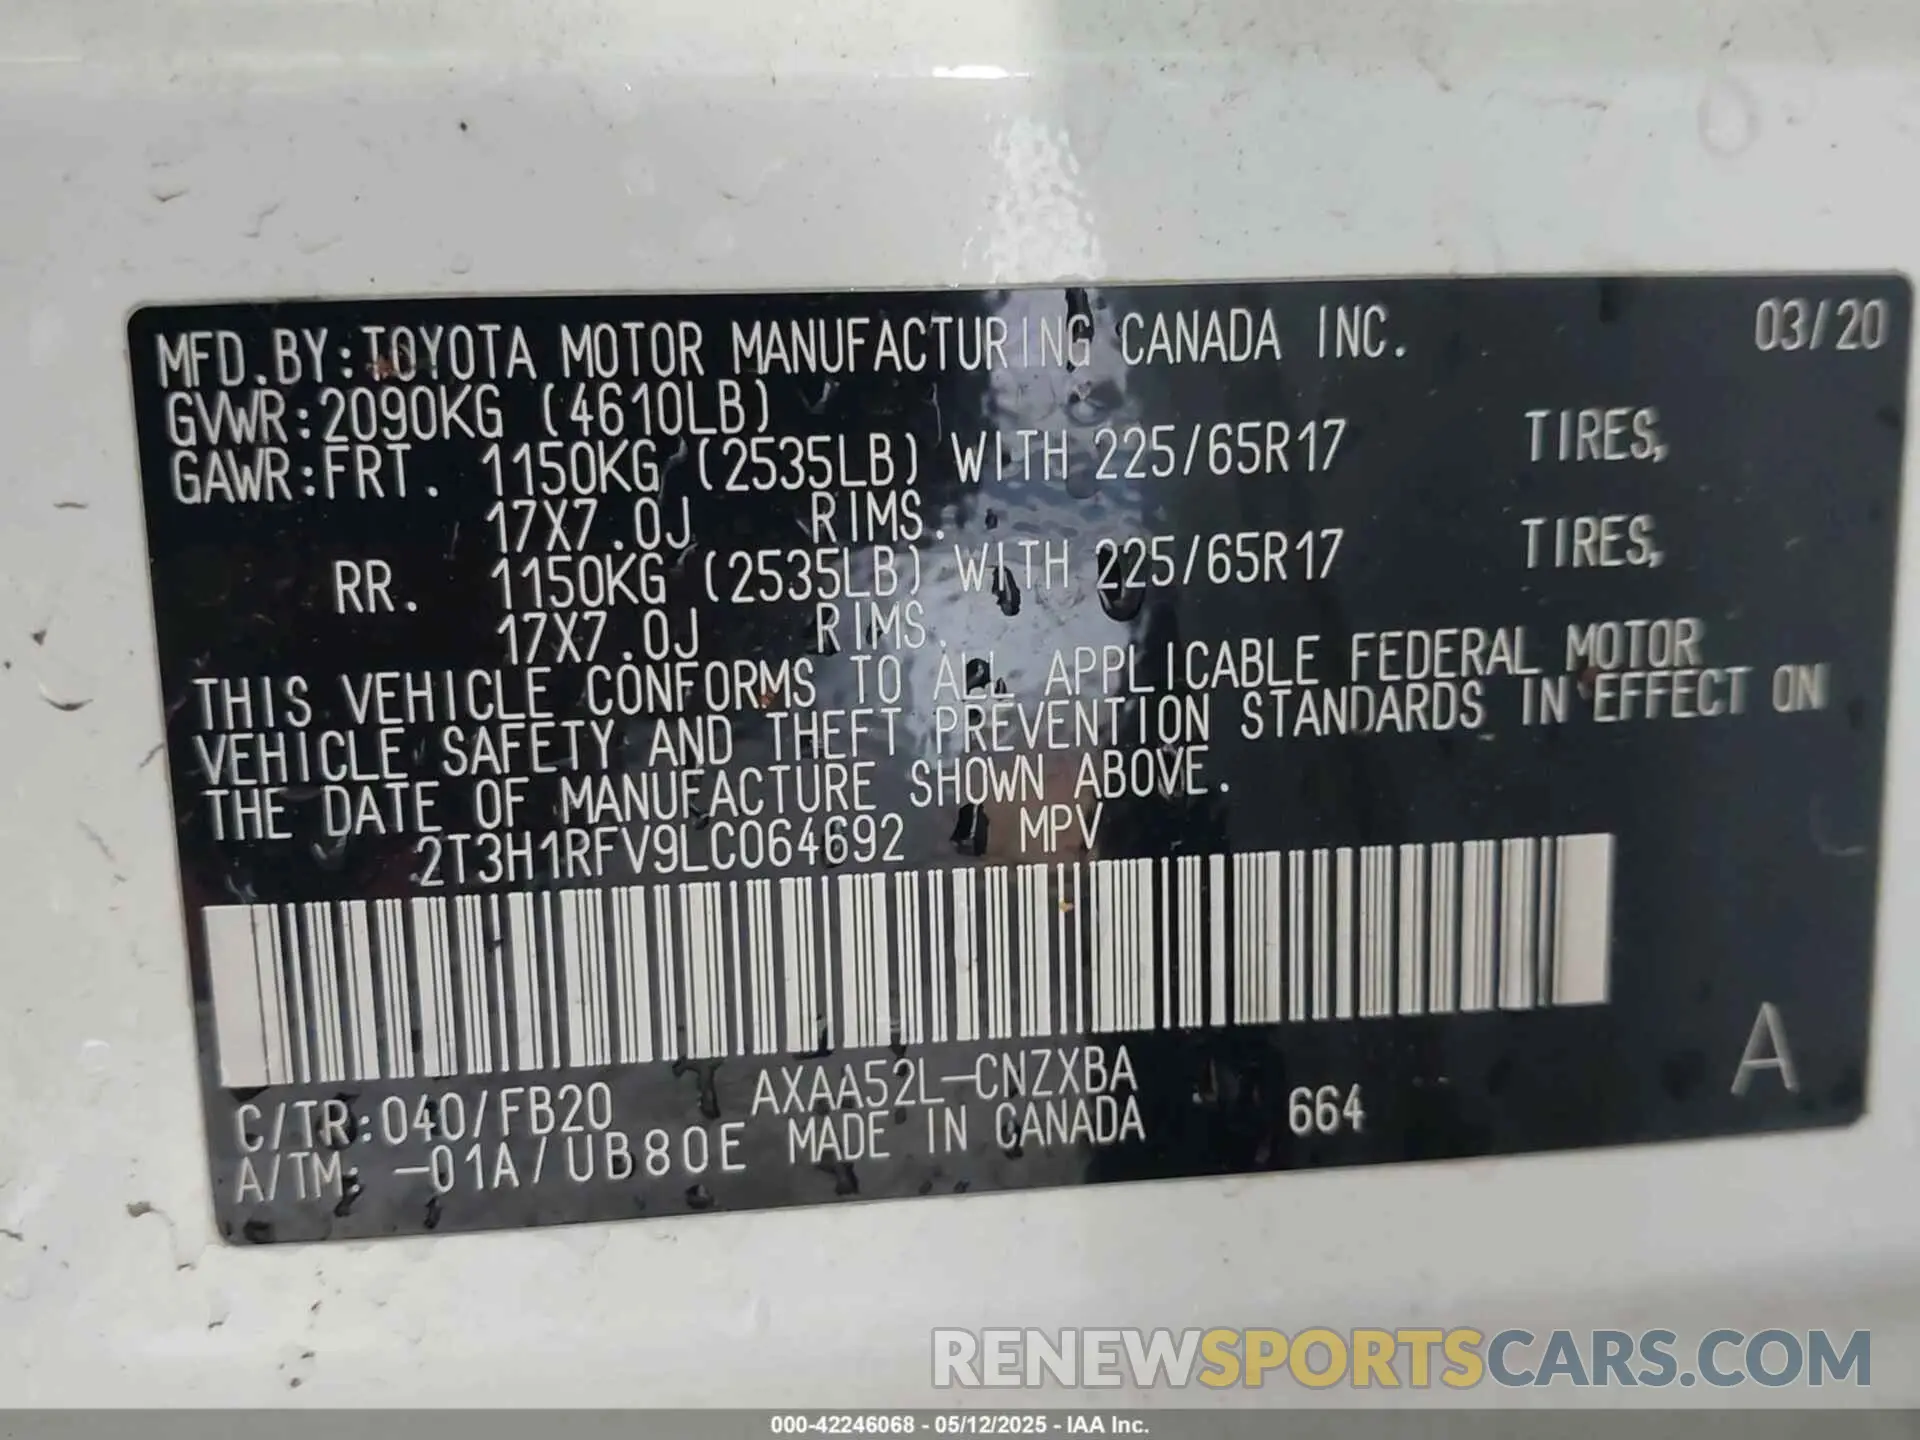 MFD.BY:TOYOTA MOTOR MANUFACTURING CANADA INC. 03/20
GVWR:2090KG (4610LB)
GAWR:FRT. 1150KG (2535LB) WITH 225/65R17 TIRES,
17X7.0J RIMS.
RR. 1150KG (2535LB) WITH 225/65R17 TIRES,
17X7.0J RIMS.
THIS VEHICLE CONFORMS TO ALL APPLICABLE FEDERAL MOTOR
VEHICLE SAFETY AND THEFT PREVENTION STANDARDS IN EFFECT ON
THE DATE OF MANUFACTURE SHOWN ABOVE.
2T3H1RFV9LC064692 MPV
C/TR:040/FB20 AXAA52L-CNZXBA A
A/TM: -01A/UB80E MADE IN CANADA 664
RENEWSPORTSCARS.COM
000-42246068 - 05/12/2025 - IAA Inc.